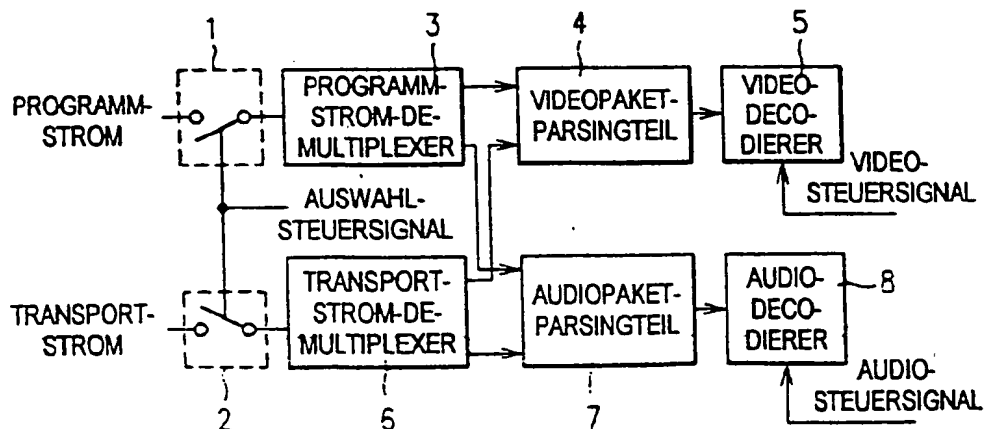 1
3
4
5
PROGRAMM-
STROM
PROGRAMM-
STROM-DE-
MULTIPLEXER
VIDEOPAKET-
PARSINGTEIL
VIDEO-
DECO-
DIERER
VIDEO-
STEUERSIGNAL
AUSWAHL-
STEUERSIGNAL
TRANSPORT-
STROM
TRANSPORT-
STROM-DE-
MULTIPLEXER
AUDIOPAKET-
PARSINGTEIL
AUDIO-
DECO-
DIERER
8
AUDIO-
STEUERSIGNAL
2
6
7